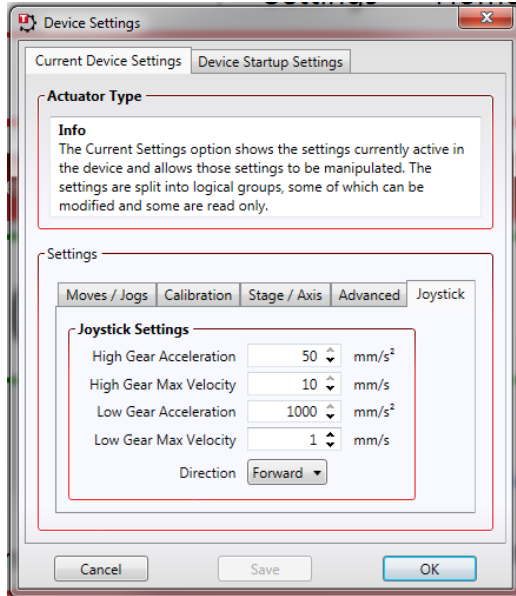 Device Settings
Current Device Settings Device Startup Settings
Actuator Type
Info
The Current Settings option shows the settings currently active in
the device and allows those settings to be manipulated. The
settings are split into logical groups, some of which can be
modified and some are read only.
Settings
Moves / Jogs Calibration Stage / Axis Advanced Joystick
Joystick Settings
High Gear Acceleration 50 mm/s²
High Gear Max Velocity 10 mm/s
Low Gear Acceleration 1000 mm/s²
Low Gear Max Velocity 1 mm/s
Direction Forward
Cancel Save OK